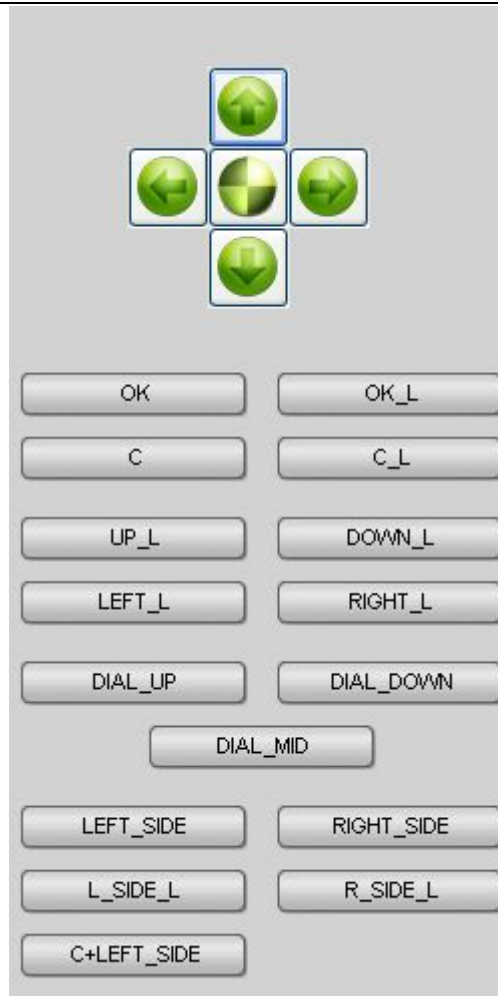 OK OK_L
C C_L
UP_L DOWN_L
LEFT_L RIGHT_L
DIAL_UP DIAL_DOWN
DIAL_MID
LEFT_SIDE RIGHT_SIDE
L_SIDE_L R_SIDE_L
C+LEFT_SIDE